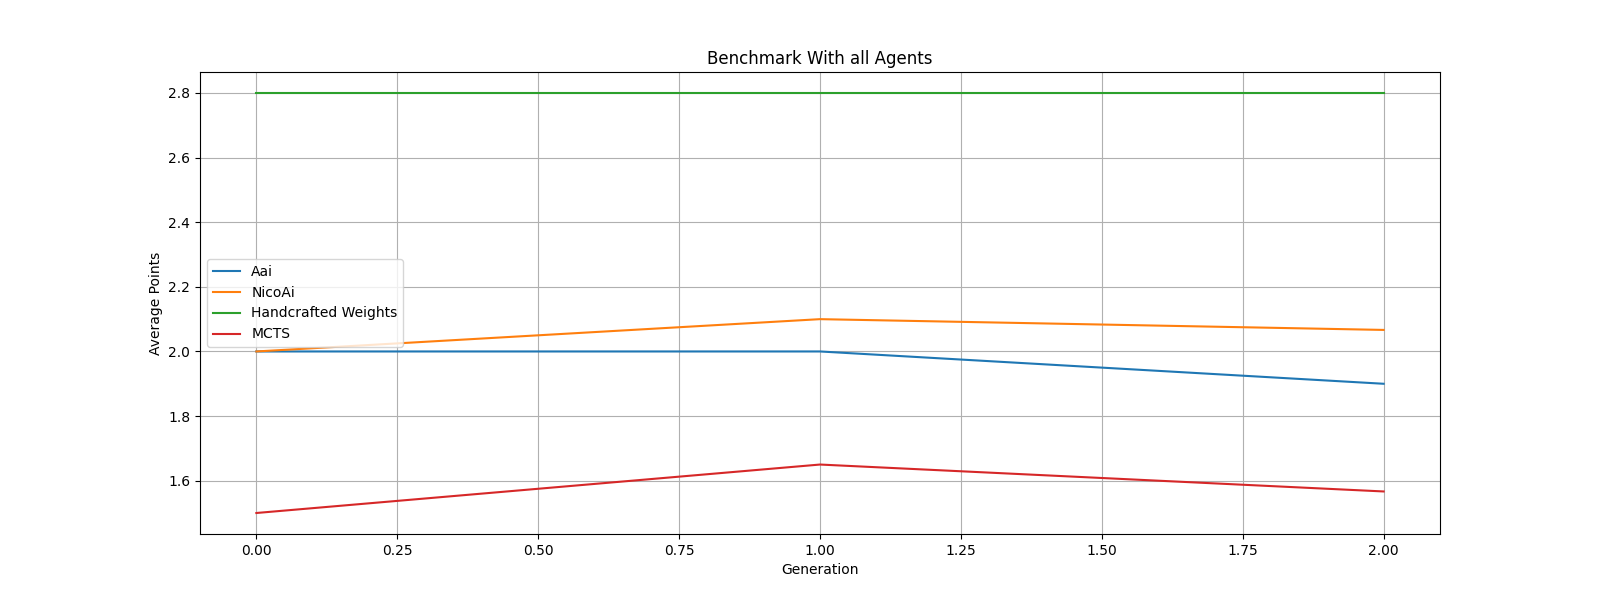 Benchmark With all Agents
2.8
2.6
2.4
2.2
2.0
1.8
1.6
Average Points
Aai
NicoAi
Handcrafted Weights
MCTS
0.00 0.25 0.50 0.75 1.00 1.25 1.50 1.75 2.00
Generation